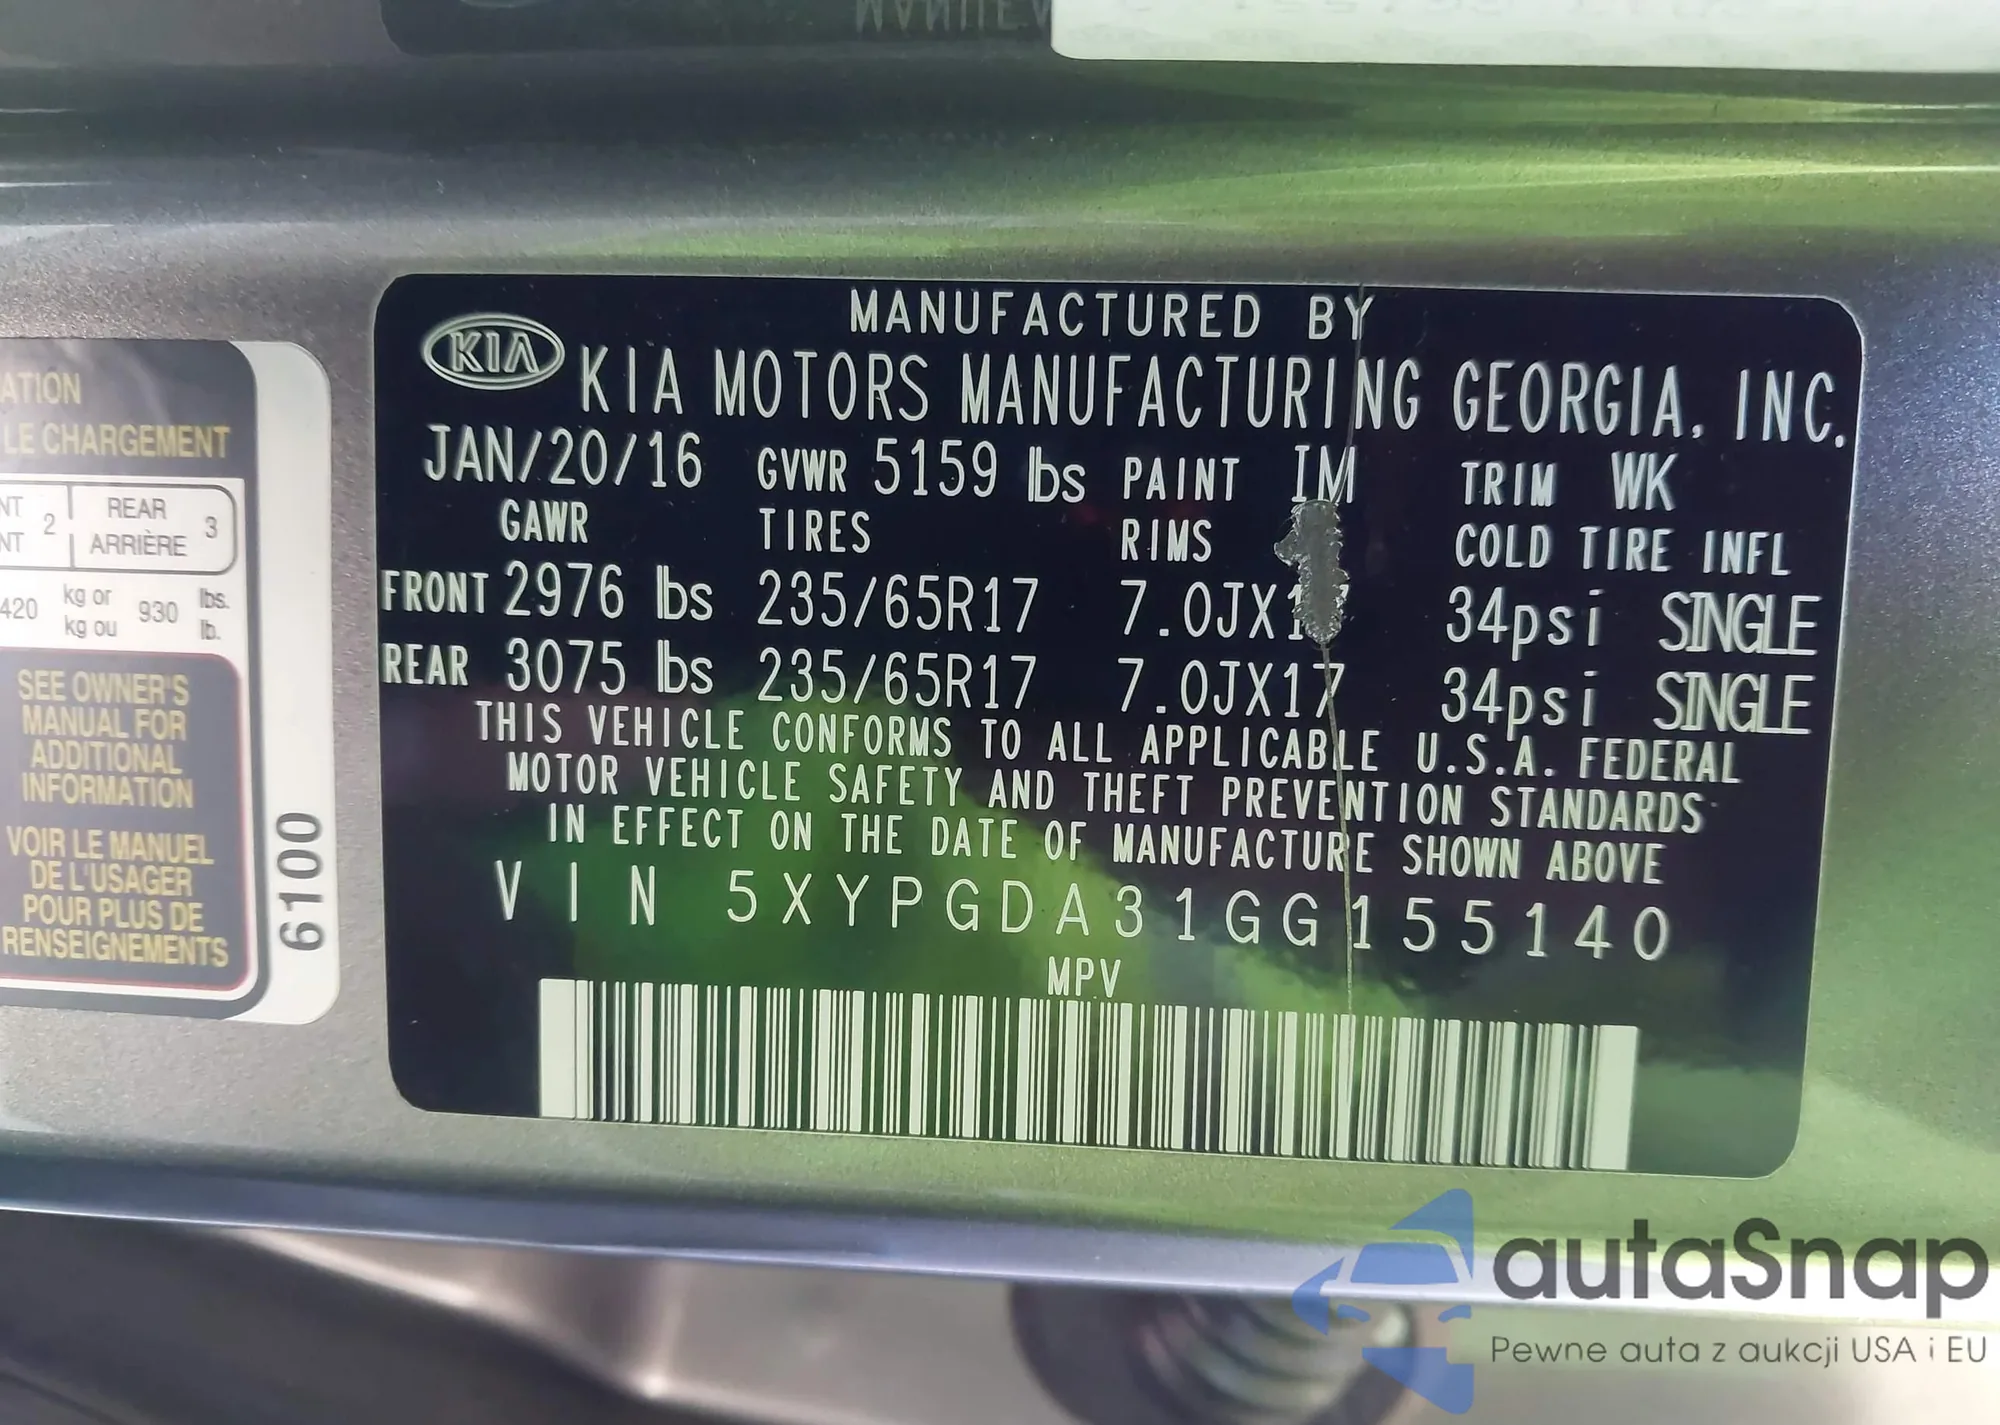 MANUFACTURED BY
KIA KIA MOTORS MANUFACTURING GEORGIA, INC.
JAN/20/16 GVWR 5159 lbs PAINT IM TRIM WK
GAWR TIRES RIMS COLD TIRE INFL
FRONT 2976 lbs 235/65R17 7.0JX17 34psi SINGLE
REAR 3075 lbs 235/65R17 7.0JX17 34psi SINGLE
THIS VEHICLE CONFORMS TO ALL APPLICABLE U.S.A. FEDERAL
MOTOR VEHICLE SAFETY AND THEFT PREVENTION STANDARDS
IN EFFECT ON THE DATE OF MANUFACTURE SHOWN ABOVE
VIN 5XYPGDA31GG155140
MPV
LE CHARGEMENT
2 REAR 3
ARRIÈRE
420 kg or 930 lbs.
kg ou lb.
SEE OWNER'S
MANUAL FOR
ADDITIONAL
INFORMATION
VOIR LE MANUEL
DE L'USAGER
POUR PLUS DE
RENSEIGNEMENTS
6100
autaSnap
Pewne auta z aukcji USA i EU